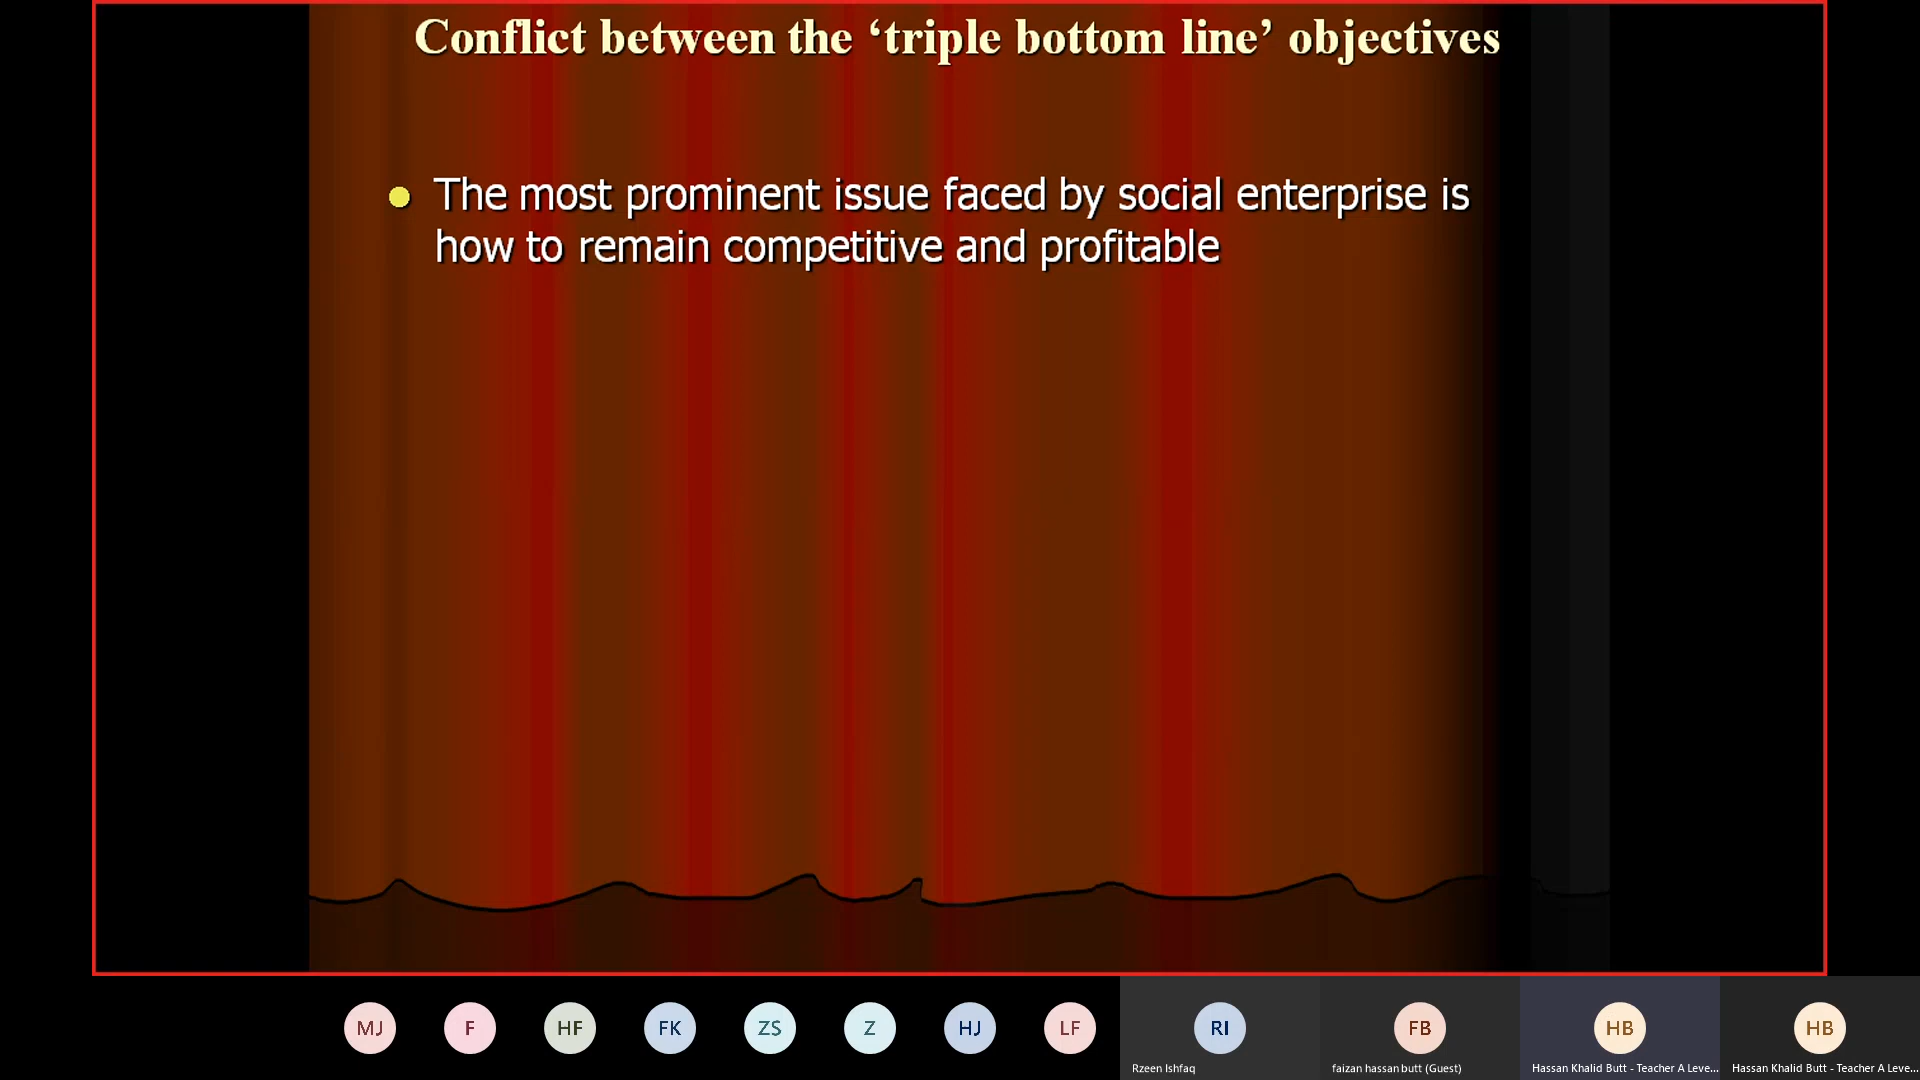 Conflict between the ‘triple bottom line’ objectives
The most prominent issue faced by social enterprise is
how to remain competitive and profitable
MJ
F
HF
FK
ZS
Z
HJ
LF
RI
FB
HB
HB
Rzeen Ishfaq
faizan hassan butt (Guest)
Hassan Khalid Butt - Teacher A Leve...
Hassan Khalid Butt - Teacher A Leve...